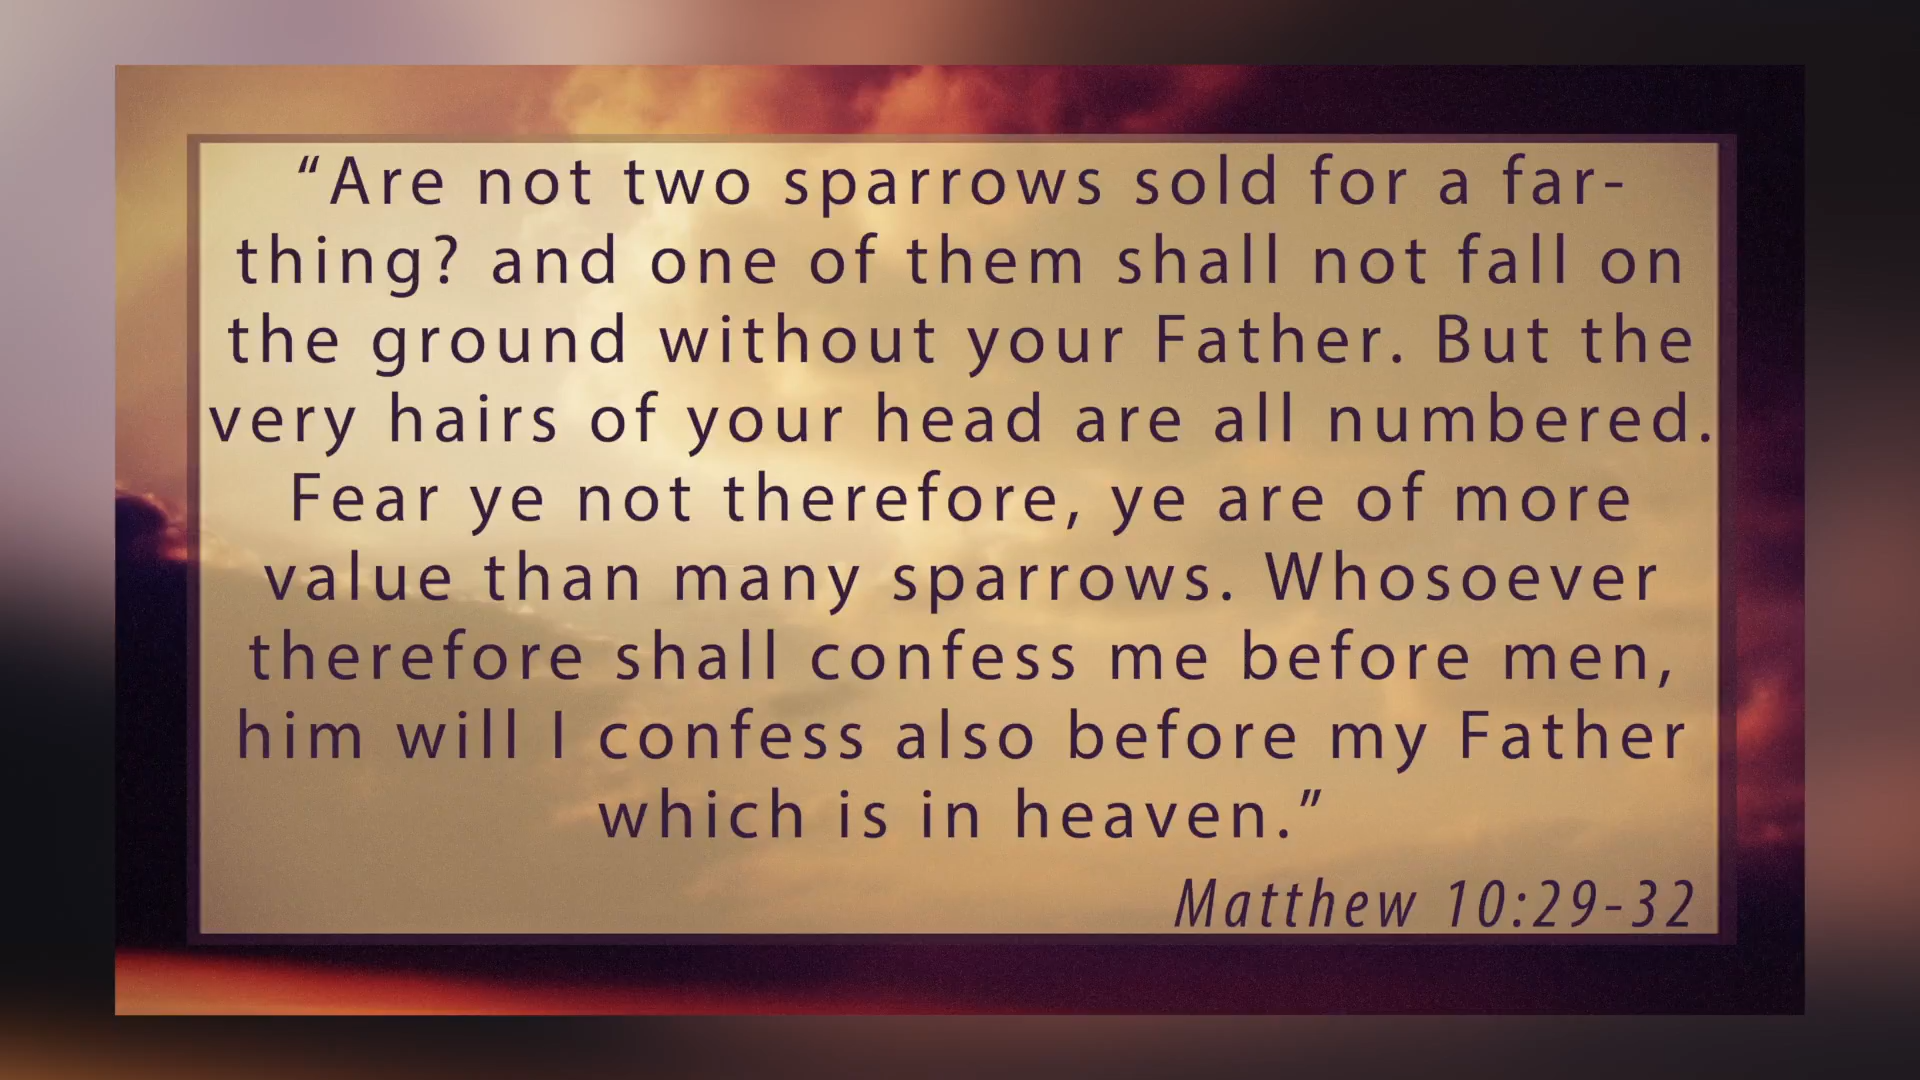 “Are not two sparrows sold for a far-
thing? and one of them shall not fall on
the ground without your Father. But the
very hairs of your head are all numbered.
Fear ye not therefore, ye are of more
value than many sparrows. Whosoever
therefore shall confess me before men,
him will I confess also before my Father
which is in heaven.”
Matthew 10:29-32